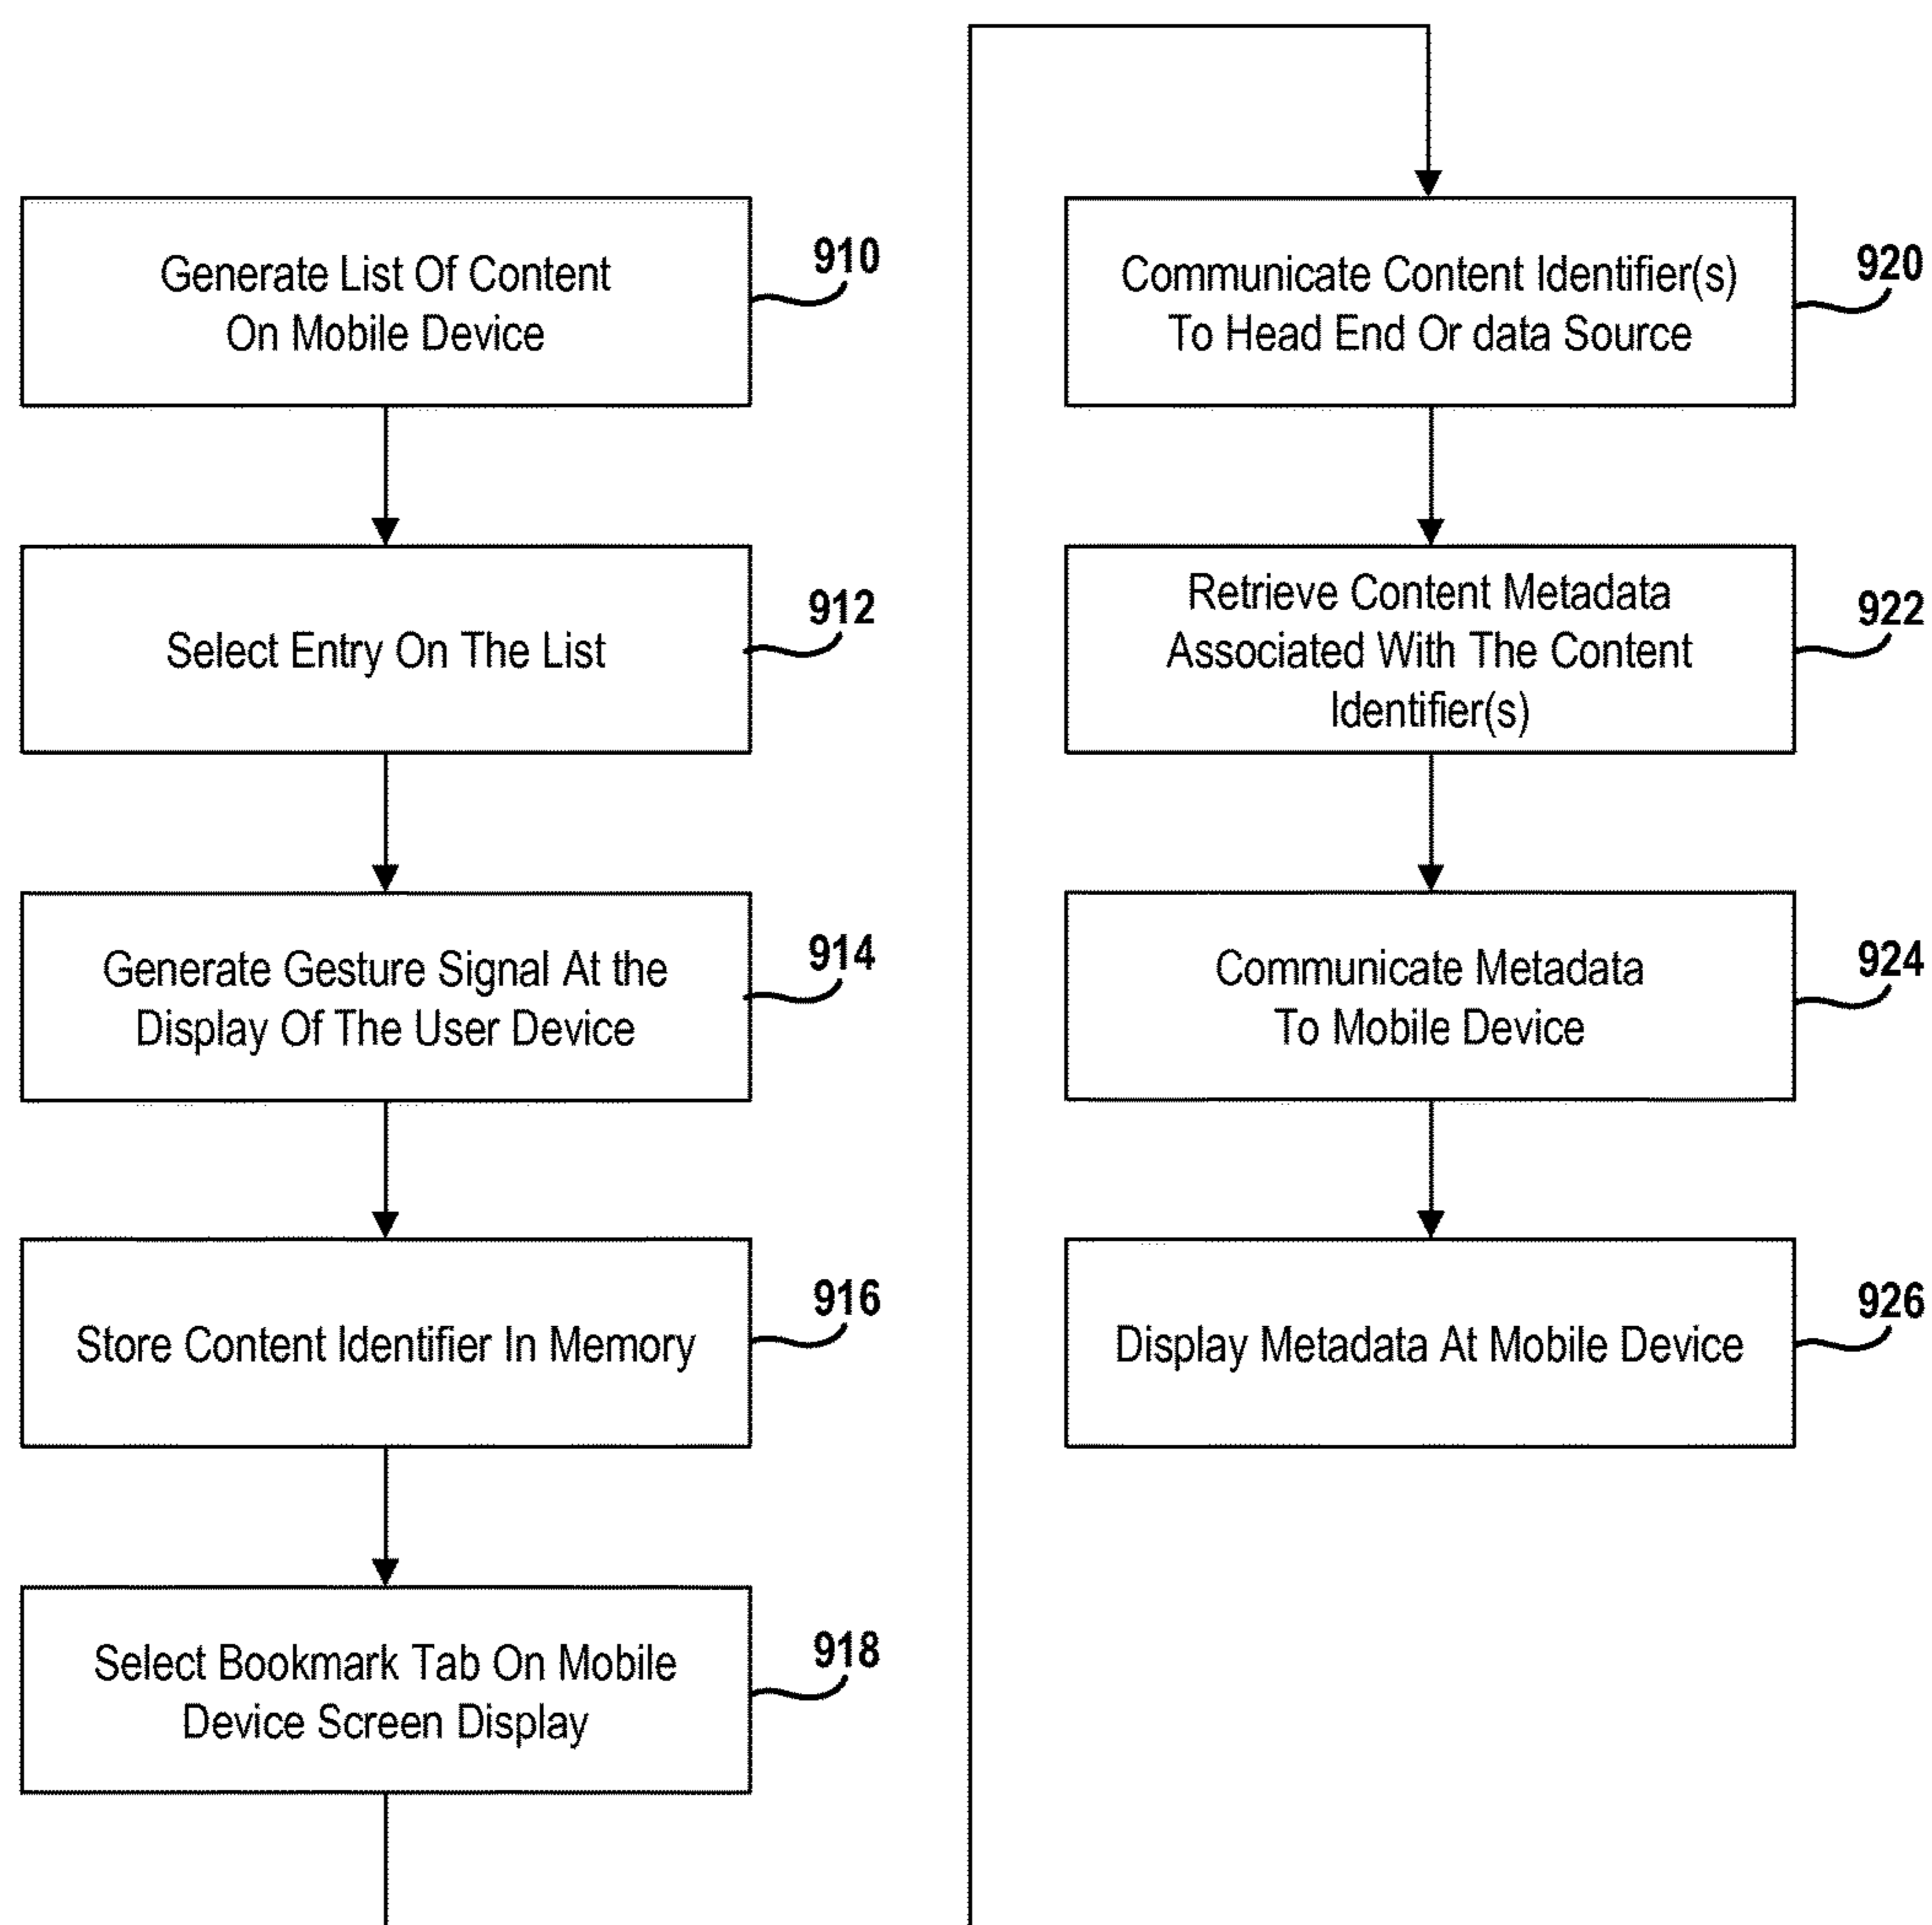 Generate List Of Content
On Mobile Device
910
Select Entry On The List
912
Generate Gesture Signal At the
Display Of The User Device
914
Store Content Identifier In Memory
916
Select Bookmark Tab On Mobile
Device Screen Display
918
Communicate Content Identifier(s)
To Head End Or data Source
920
Retrieve Content Metadata
Associated With The Content
Identifier(s)
922
Communicate Metadata
To Mobile Device
924
Display Metadata At Mobile Device
926